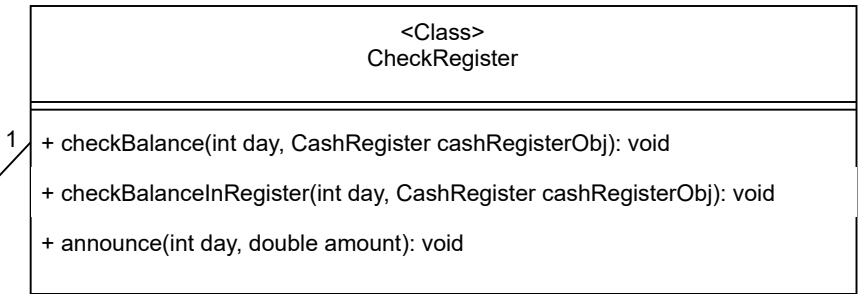 <Class>
CheckRegister
1
+ checkBalance(int day, CashRegister cashRegisterObj): void
+ checkBalanceInRegister(int day, CashRegister cashRegisterObj): void
+ announce(int day, double amount): void